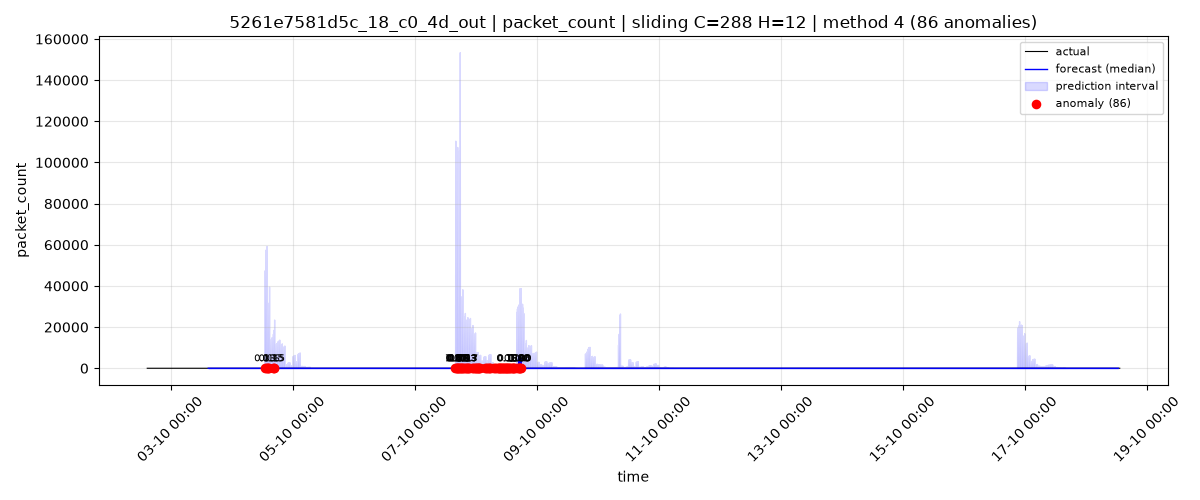 5261e7581d5c_18_c0_4d_out | packet_count | sliding C=288 H=12 | method 4 (86 anomalies)
actual
forecast (median)
prediction interval
anomaly (86)
packet_count
160000
140000
120000
100000
80000
60000
40000
20000
0
03-10 00:00
05-10 00:00
07-10 00:00
09-10 00:00
11-10 00:00
13-10 00:00
15-10 00:00
17-10 00:00
19-10 00:00
time